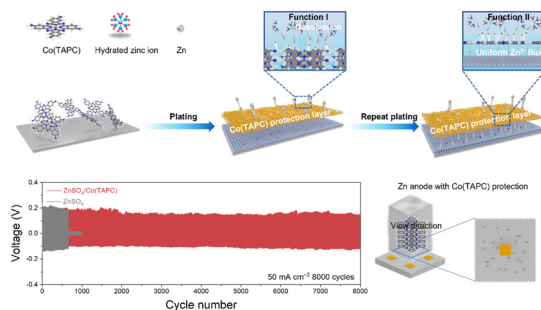 Function I
Function II
Desolvation
Uniform Zn²⁺ flux
Co(TAPC)
Hydrated zinc ion
Zn
Plating
Co(TAPC) protection layer
Repeat plating
Co(TAPC) protection layer
ZnSO₄/Co(TAPC)
ZnSO₄
0.4
0.2
0.0
-0.2
-0.4
Voltage (V)
50 mA cm⁻² 8000 cycles
0
1000
2000
3000
4000
5000
6000
7000
8000
Cycle number
Zn anode with Co(TAPC) protection
View direction